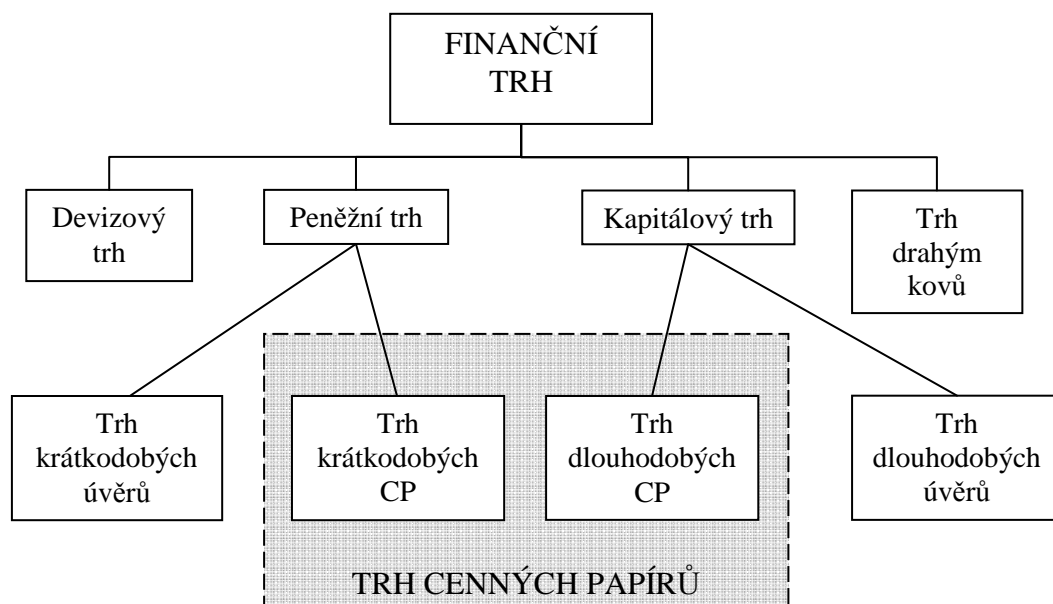 FINANČNÍ
TRH
Devizový
trh
Peněžní trh
Kapitálový trh
Trh
drahým
kovů
Trh
krátkodobých
úvěrů
Trh
krátkodobých
CP
Trh
dlouhodobých
CP
Trh
dlouhodobých
úvěrů
TRH CENNÝCH PAPÍRŮ